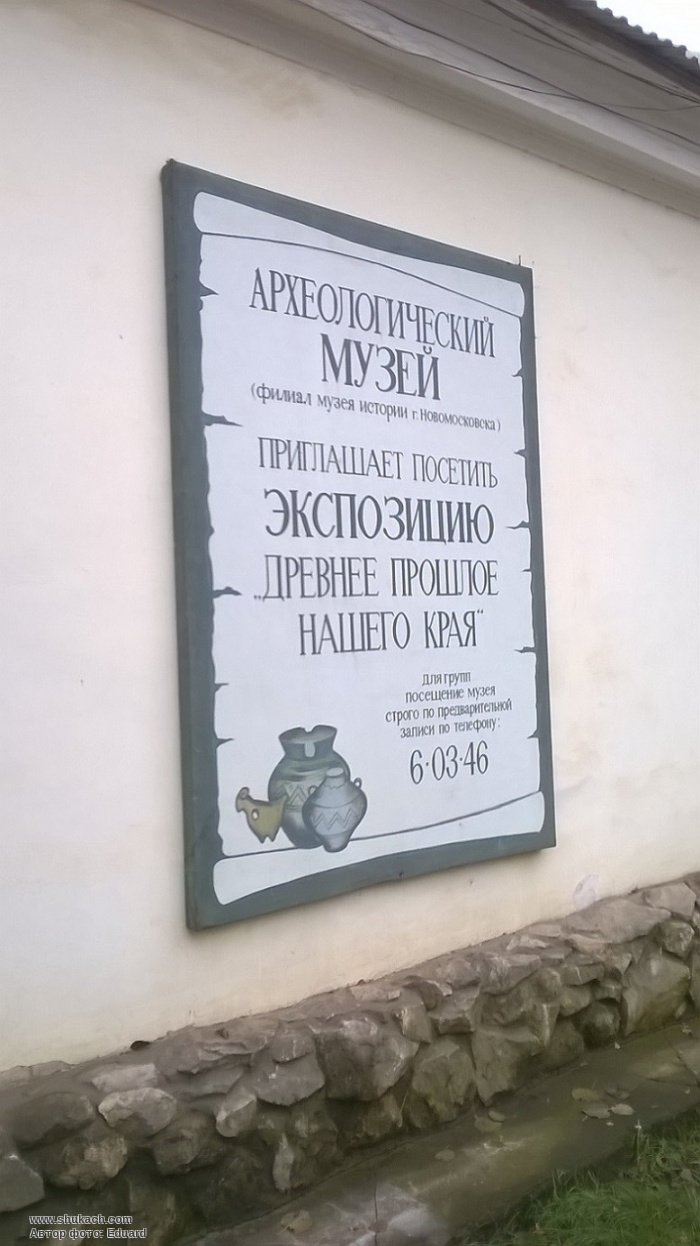 АРХЕОЛОГИЧЕСКИЙ
МУЗЕЙ
(филиал музея истории г. Новомосковска)
ПРИГЛАШАЕТ ПОСЕТИТЬ
ЭКСПОЗИЦИЮ
„ДРЕВНЕЕ ПРОШЛОЕ
НАШЕГО КРАЯ“
для групп
посещение музея
строго по предварительной
записи по телефону:
6·03·46
www.shukach.com
Автор фото: Eduard